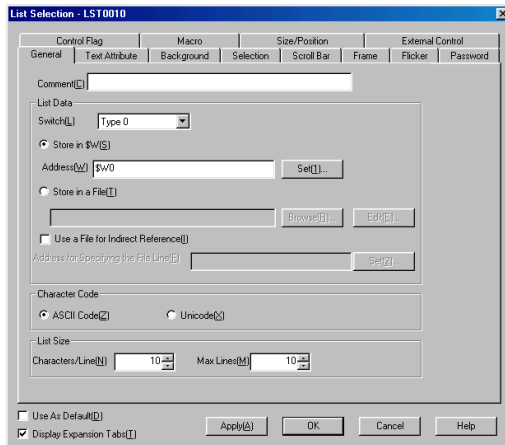 List Selection - LST0010
Control Flag Macro Size/Position External Control
General Text Attribute Background Selection Scroll Bar Frame Flicker Password
Comment(C)
List Data
Switch(L) Type 0
Store in $W(S)
Address(W) $W0 Set(1)...
Store in a File(T)
Browse(R)... Edit(E)...
Use a File for Indirect Reference(I)
Address for Specifying the File Line(F) Set(2)...
Character Code
ASCII Code(Z) Unicode(X)
List Size
Characters/Line(N) 10 Max Lines(M) 10
Use As Default(D)
Display Expansion Tabs(T)
Apply(A) OK Cancel Help